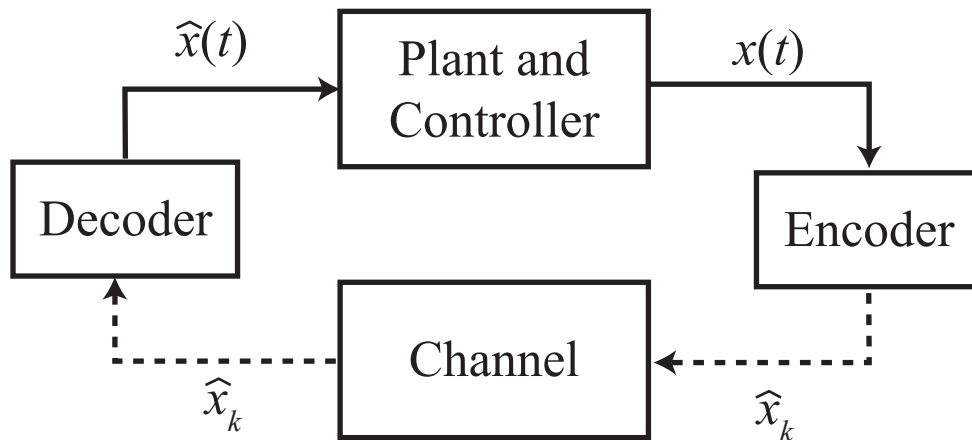 x̂(t)
Plant and
Controller
x(t)
Decoder
Encoder
Channel
x̂ₖ
x̂ₖ